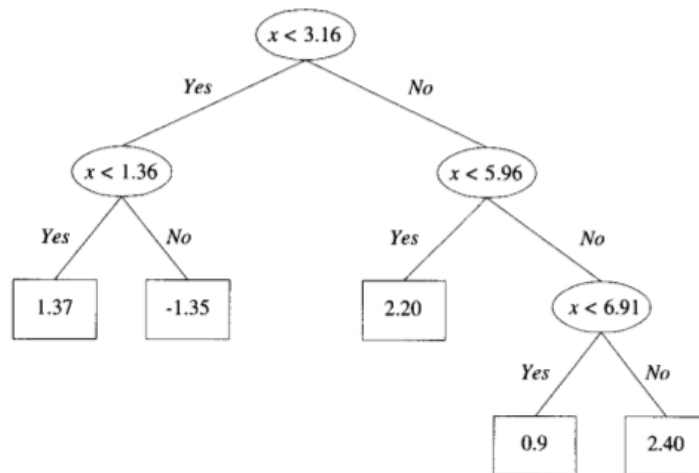 x < 3.16
Yes No
x < 1.36 x < 5.96
Yes No Yes No
1.37 -1.35 2.20 x < 6.91
Yes No
0.9 2.40